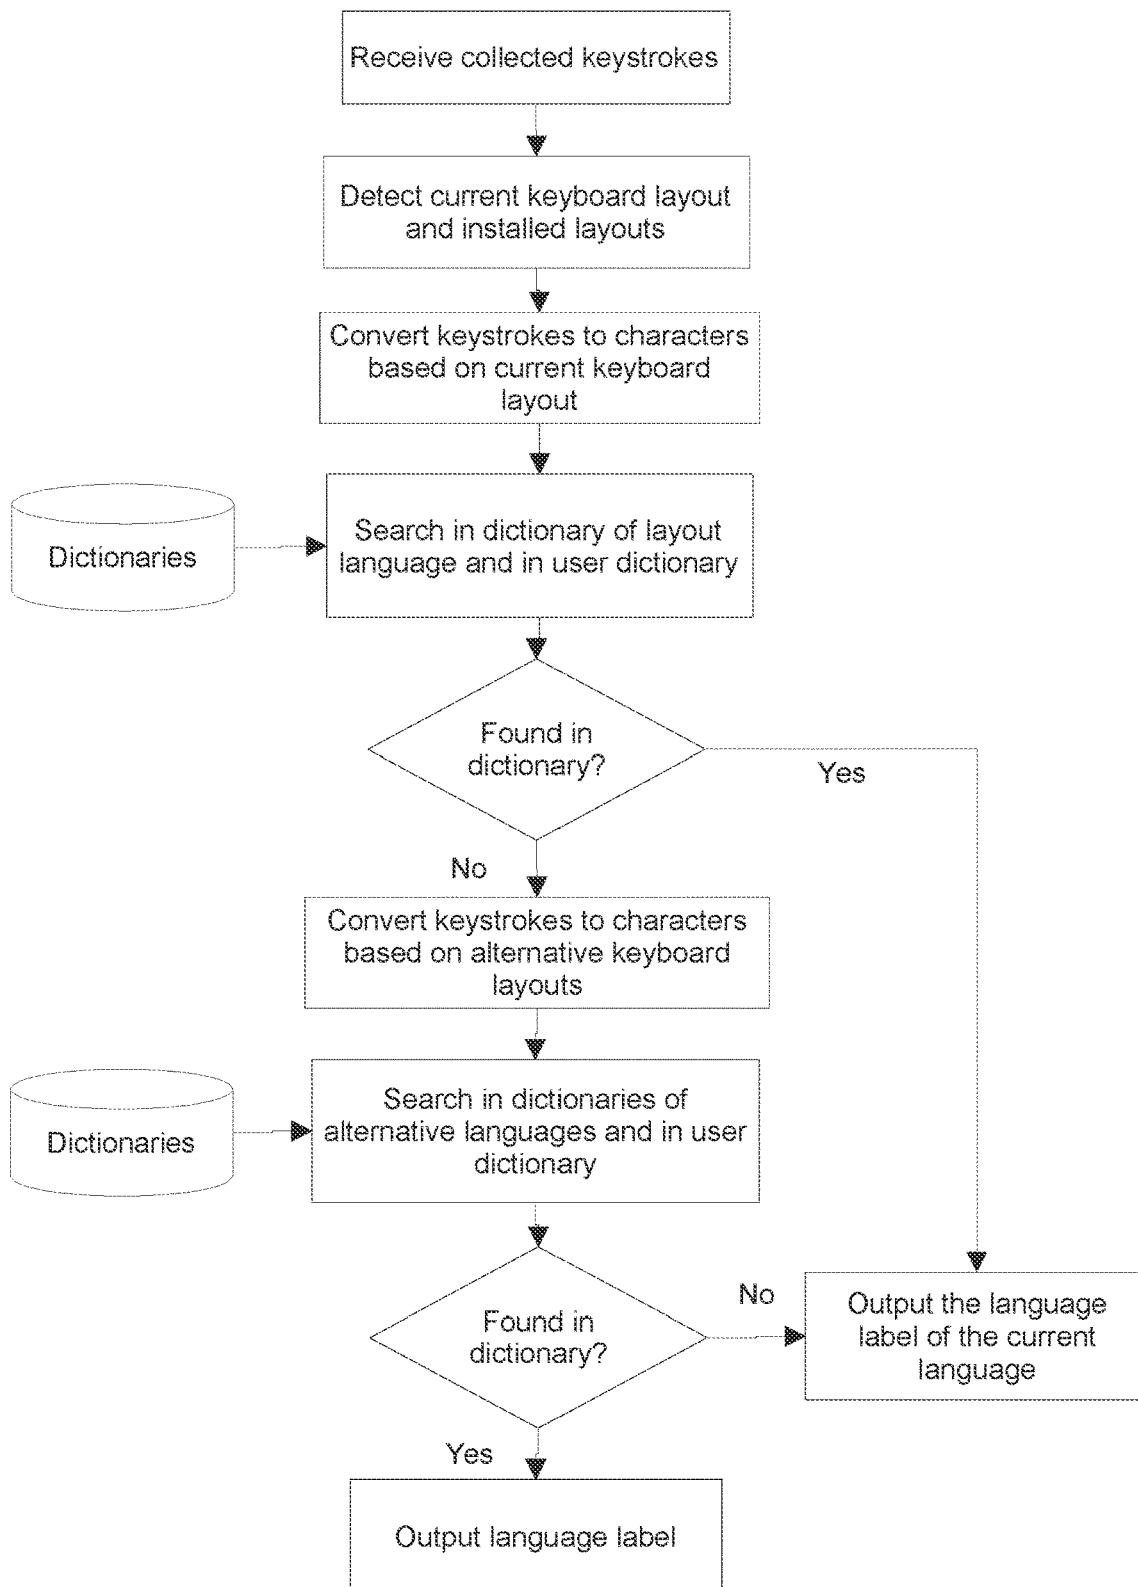 Receive collected keystrokes
Detect current keyboard layout
and installed layouts
Convert keystrokes to characters
based on current keyboard
layout
Search in dictionary of layout
language and in user dictionary
Dictionaries
Found in
dictionary?
Yes
No
Convert keystrokes to characters
based on alternative keyboard
layouts
Search in dictionaries of
alternative languages and in user
dictionary
Dictionaries
Found in
dictionary?
No
Output the language
label of the current
language
Yes
Output language label